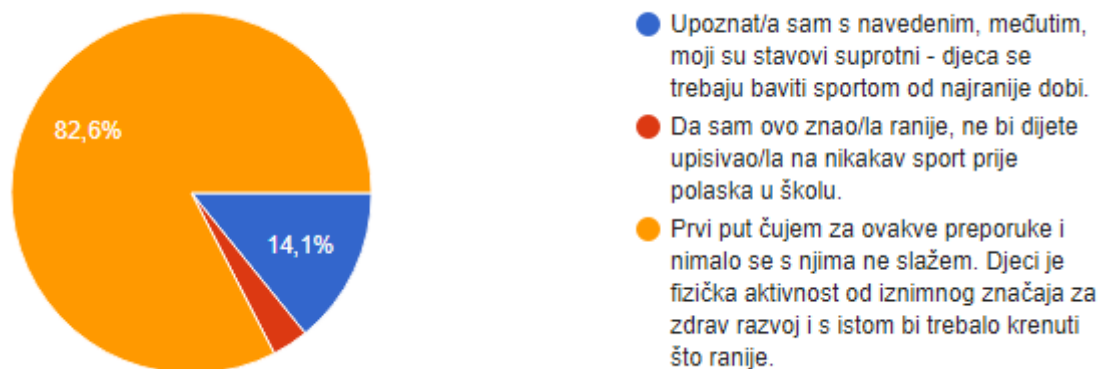 82,6%
14,1%
Upoznat/a sam s navedenim, međutim,
moji su stavovi suprotni - djeca se
trebaju baviti sportom od najranije dobi.
Da sam ovo znao/la ranije, ne bi dijete
upisivao/la na nikakav sport prije
polaska u školu.
Prvi put čujem za ovakve preporuke i
nimalo se s njima ne slažem. Djeci je
fizička aktivnost od iznimnog značaja za
zdrav razvoj i s istom bi trebalo krenuti
što ranije.